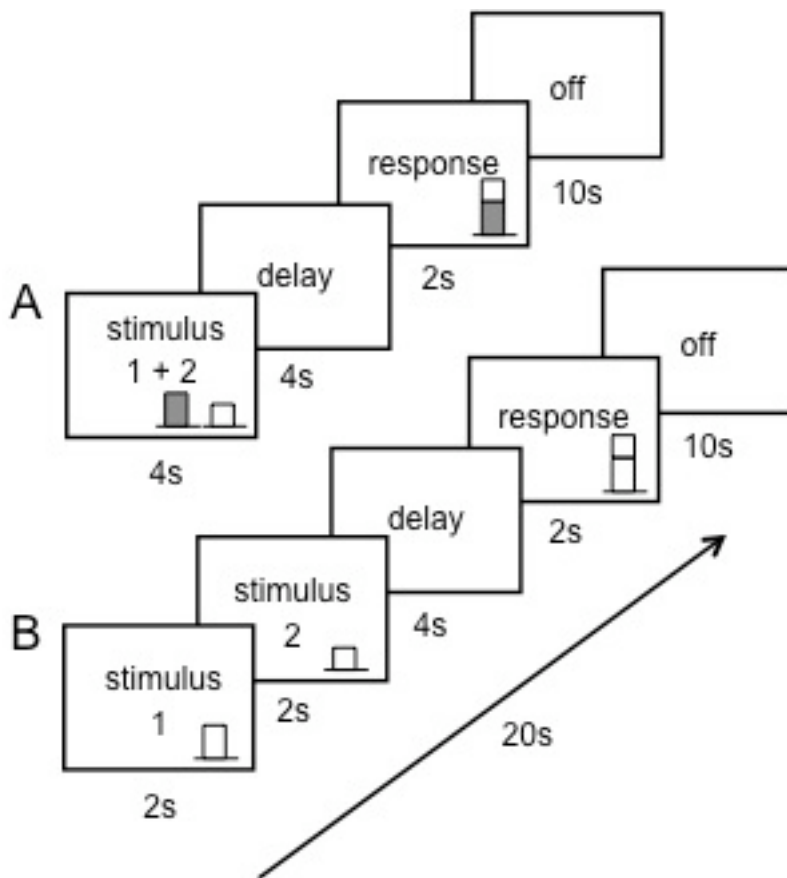 off
response
10s
delay
2s
A
stimulus
1 + 2
4s
4s
off
response
10s
delay
2s
B
stimulus
2
4s
stimulus
1
2s
2s
20s